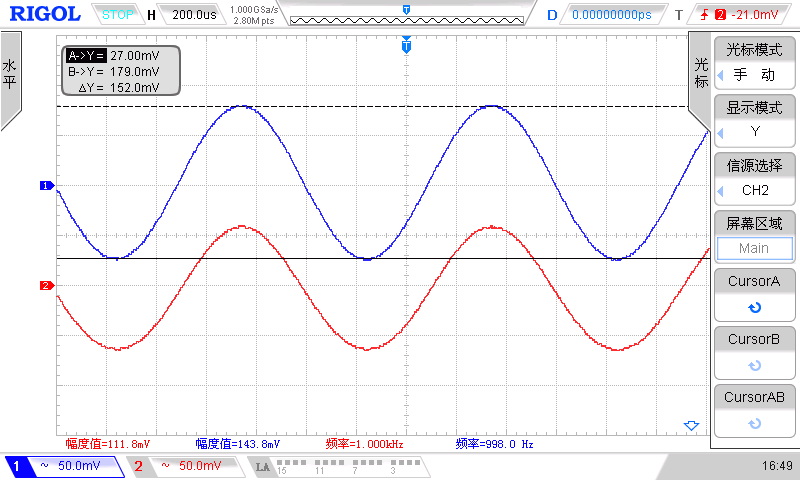 RIGOL STOP H 200.0us 1.000GSa/s 2.80M pts T D 0.00000000ps T 2 -21.0mV
T
水平
A->Y= 27.00mV
B->Y= 179.0mV
ΔY= 152.0mV
光标
光标模式
手 动
显示模式
Y
信源选择
CH2
屏幕区域
Main
CursorA
CursorB
CursorAB
1
2
幅度值=111.8mV 幅度值=143.8mV 频率=1.000kHz 频率=998.0 Hz
1 ~ 50.0mV 2 ~ 50.0mV LA 15 11 7 3 16:49